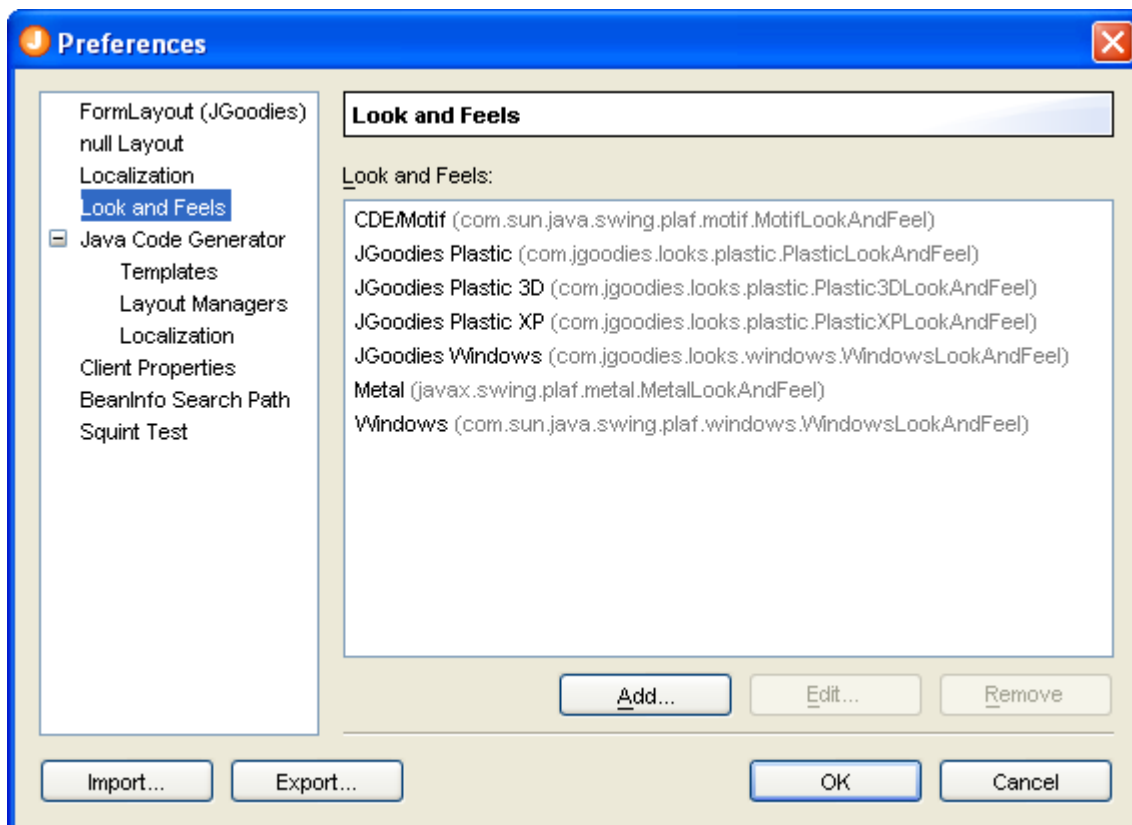 Preferences
FormLayout (JGoodies)
null Layout
Localization
Look and Feels
Java Code Generator
Templates
Layout Managers
Localization
Client Properties
BeanInfo Search Path
Squint Test
Look and Feels
Look and Feels:
CDE/Motif (com.sun.java.swing.plaf.motif.MotifLookAndFeel)
JGoodies Plastic (com.jgoodies.looks.plastic.PlasticLookAndFeel)
JGoodies Plastic 3D (com.jgoodies.looks.plastic.Plastic3DLookAndFeel)
JGoodies Plastic XP (com.jgoodies.looks.plastic.PlasticXPLookAndFeel)
JGoodies Windows (com.jgoodies.looks.windows.WindowsLookAndFeel)
Metal (javax.swing.plaf.metal.MetalLookAndFeel)
Windows (com.sun.java.swing.plaf.windows.WindowsLookAndFeel)
Add... Edit... Remove
Import... Export... OK Cancel